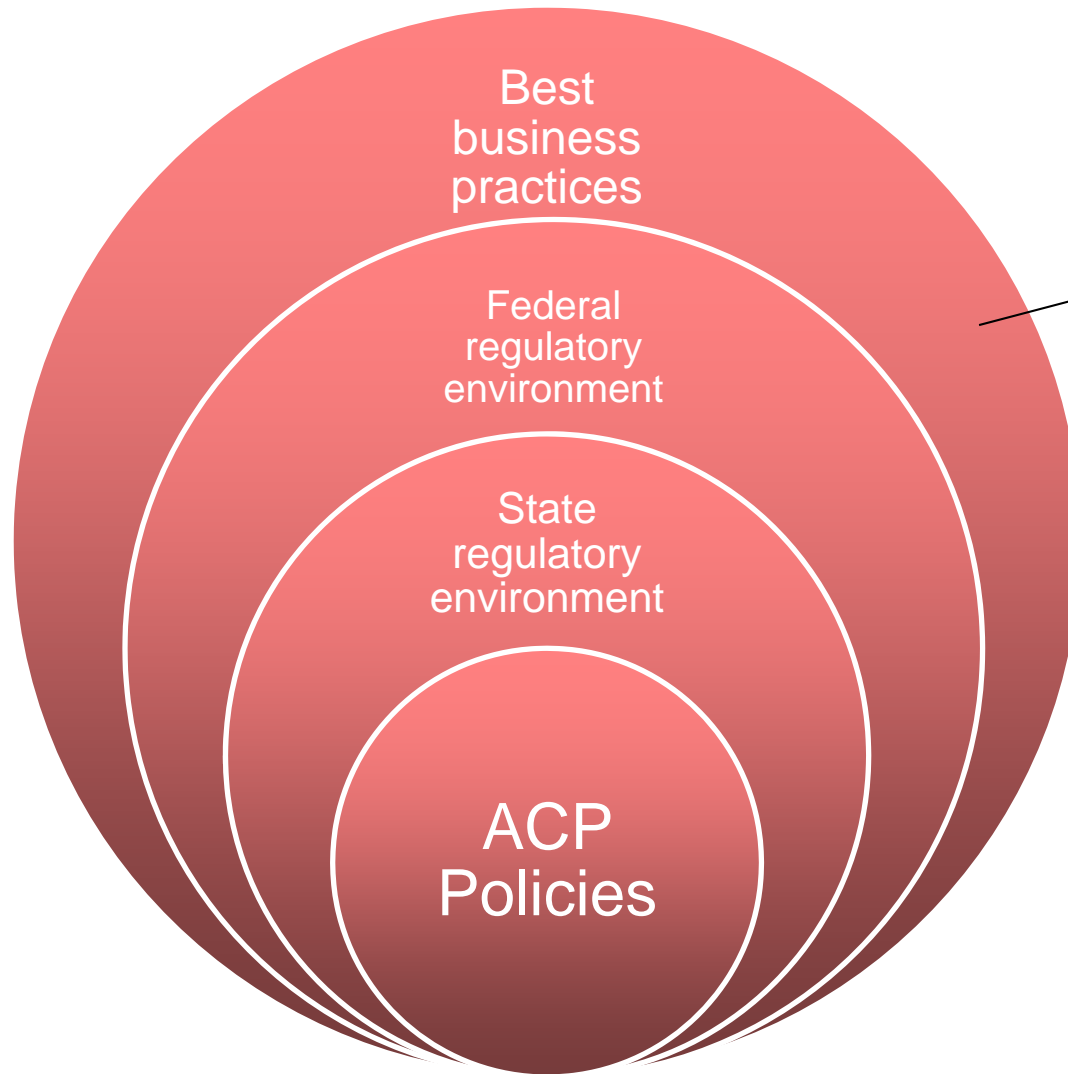 Best
business
practices
Federal
regulatory
environment
State
regulatory
environment
ACP
Policies